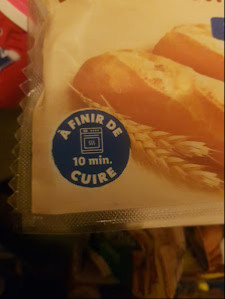 À FINIR DE
10 min.
CUIRE